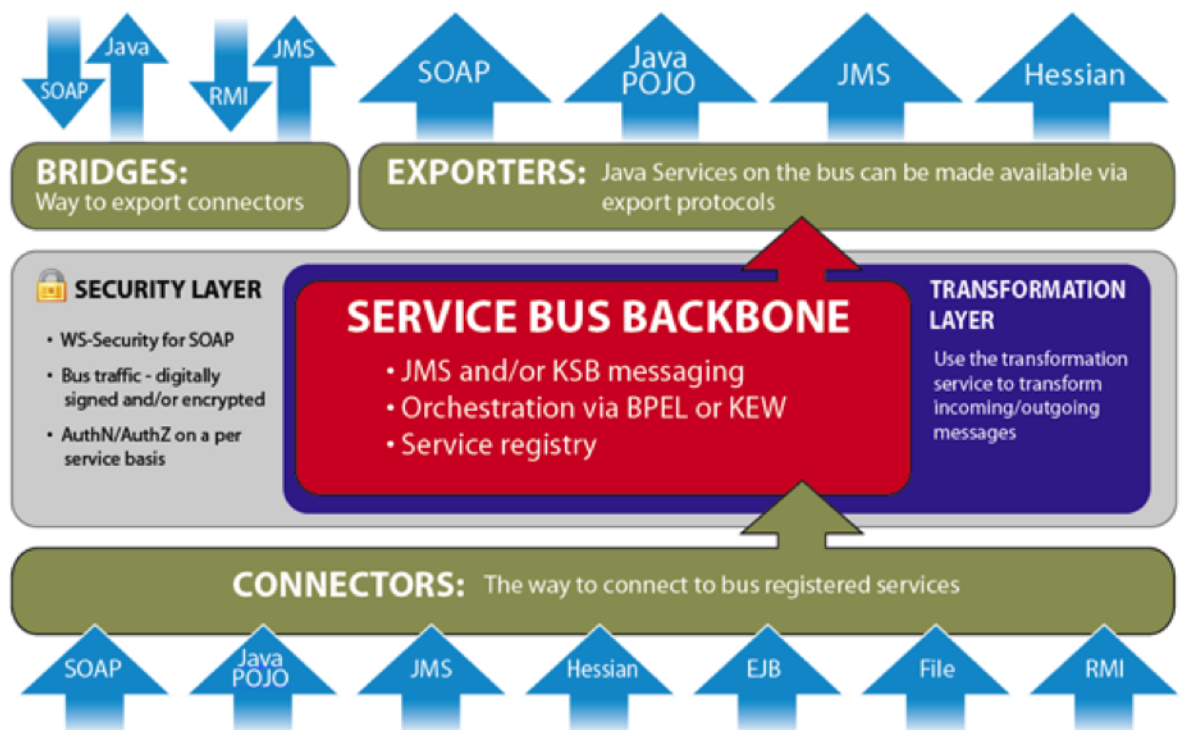 Java
JMS
SOAP
RMI
SOAP
Java
POJO
JMS
Hessian
BRIDGES:
Way to export connectors
EXPORTERS: Java Services on the bus can be made available via
export protocols
SECURITY LAYER
• WS-Security for SOAP
• Bus traffic - digitally
signed and/or encrypted
• AuthN/AuthZ on a per
service basis
SERVICE BUS BACKBONE
• JMS and/or KSB messaging
• Orchestration via BPEL or KEW
• Service registry
TRANSFORMATION
LAYER
Use the transformation
service to transform
incoming/outgoing
messages
CONNECTORS: The way to connect to bus registered services
SOAP
Java
POJO
JMS
Hessian
EJB
File
RMI